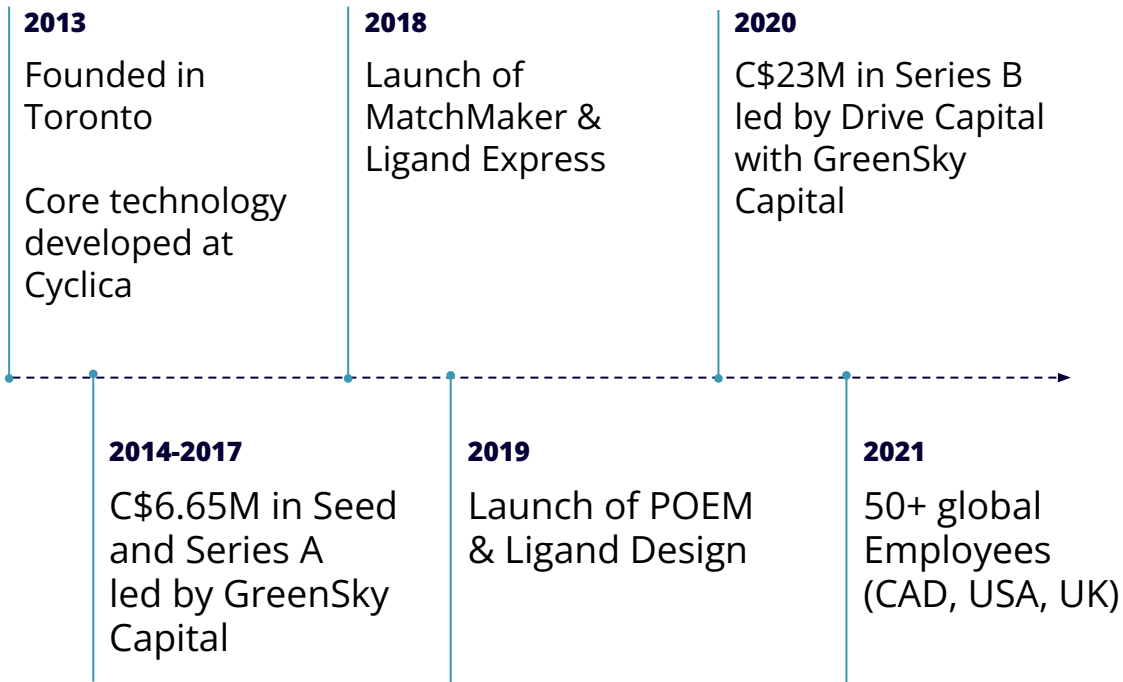 2013
Founded in
Toronto
Core technology
developed at
Cyclica
2014-2017
C$6.65M in Seed
and Series A
led by GreenSky
Capital
2018
Launch of
MatchMaker &
Ligand Express
2019
Launch of POEM
& Ligand Design
2020
C$23M in Series B
led by Drive Capital
with GreenSky
Capital
2021
50+ global
Employees
(CAD, USA, UK)